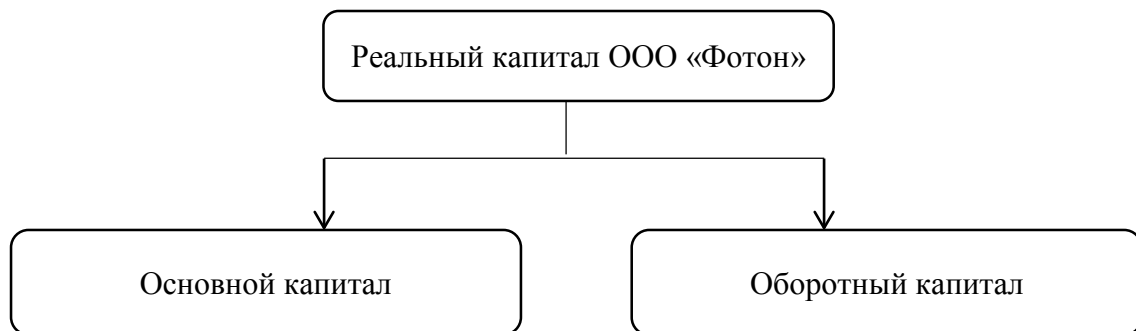 Реальный капитал ООО «Фотон»
Основной капитал
Оборотный капитал